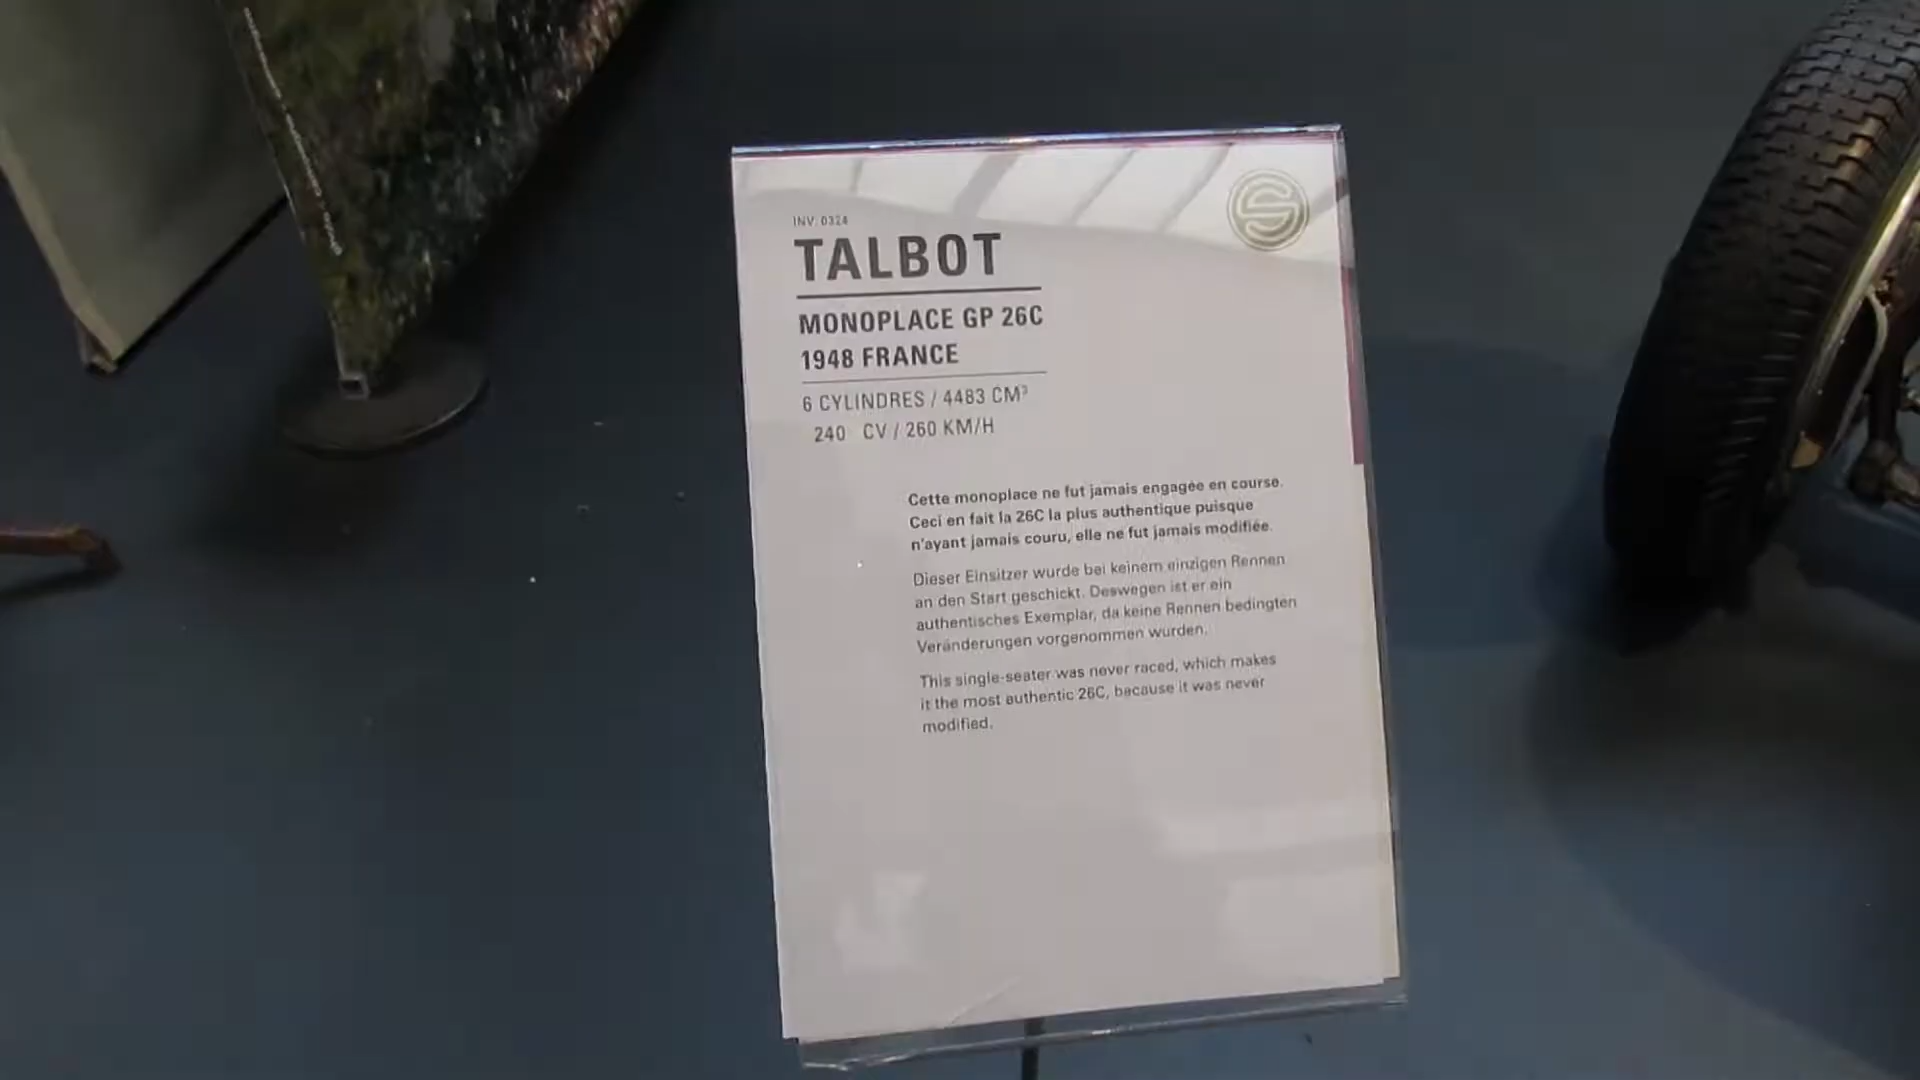 INV. 0324
TALBOT
MONOPLACE GP 26C
1948 FRANCE
6 CYLINDRES / 4483 CM³
240 CV / 260 KM/H
Cette monoplace ne fut jamais engagée en course.
Ceci en fait la 26C la plus authentique puisque
n'ayant jamais couru, elle ne fut jamais modifiée.
Dieser Einsitzer wurde bei keinem einzigen Rennen
an den Start geschickt. Deswegen ist er ein
authentisches Exemplar, da keine Rennen bedingten
Veränderungen vorgenommen wurden.
This single-seater was never raced, which makes
it the most authentic 26C, because it was never
modified.